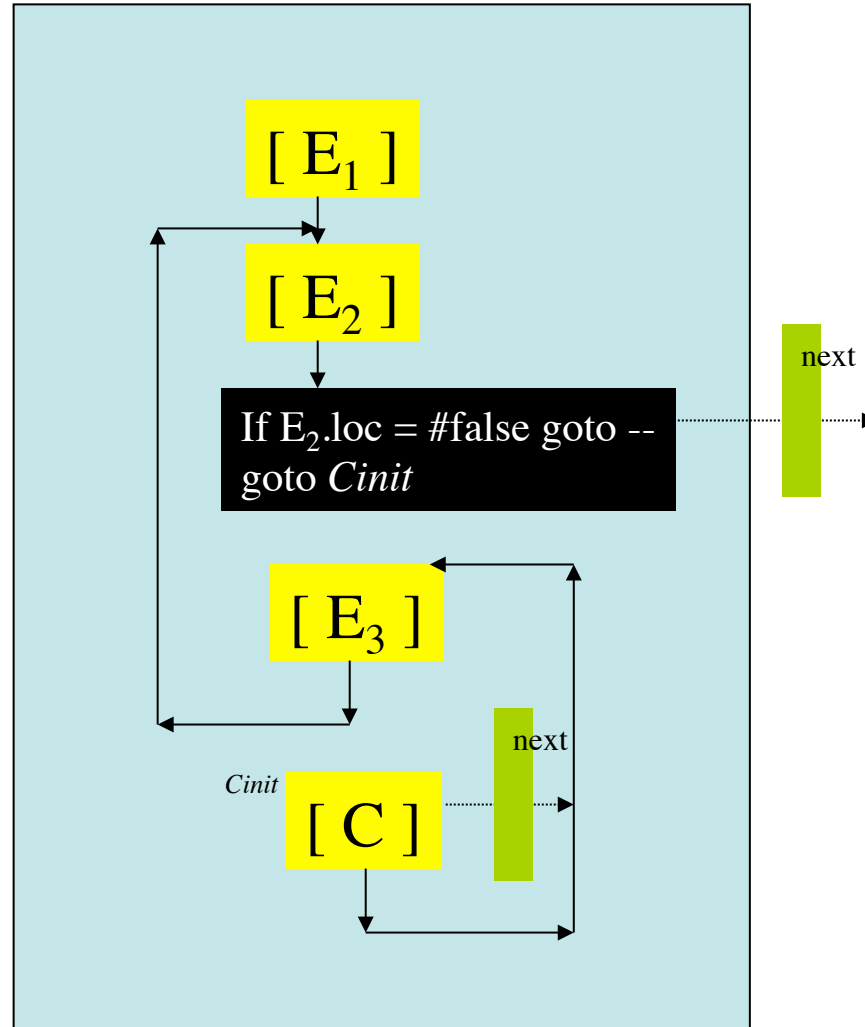 [ E₁ ]
[ E₂ ]
next
If E₂.loc = #false goto --
goto Cinit
[ E₃ ]
next
Cinit
[ C ]